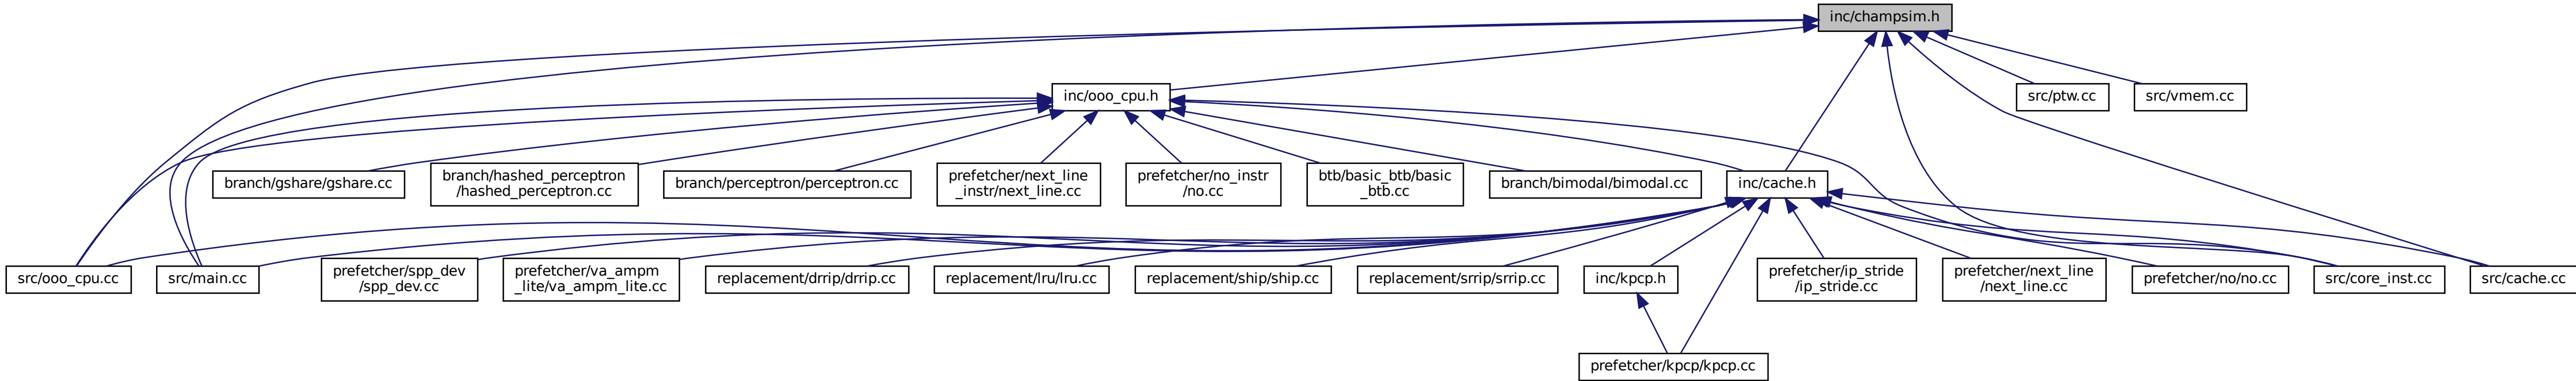 inc/champsim.h
inc/ooo_cpu.h
src/ptw.cc
src/vmem.cc
branch/gshare/gshare.cc
branch/hashed_perceptron
/hashed_perceptron.cc
branch/perceptron/perceptron.cc
prefetcher/next_line
_instr/next_line.cc
prefetcher/no_instr
/no.cc
btb/basic_btb/basic
_btb.cc
branch/bimodal/bimodal.cc
inc/cache.h
src/ooo_cpu.cc
src/main.cc
prefetcher/spp_dev
/spp_dev.cc
prefetcher/va_ampm
_lite/va_ampm_lite.cc
replacement/drrip/drrip.cc
replacement/lru/lru.cc
replacement/ship/ship.cc
replacement/srrip/srrip.cc
inc/kpcp.h
prefetcher/ip_stride
/ip_stride.cc
prefetcher/next_line
/next_line.cc
prefetcher/no/no.cc
src/core_inst.cc
src/cache.cc
prefetcher/kpcp/kpcp.cc